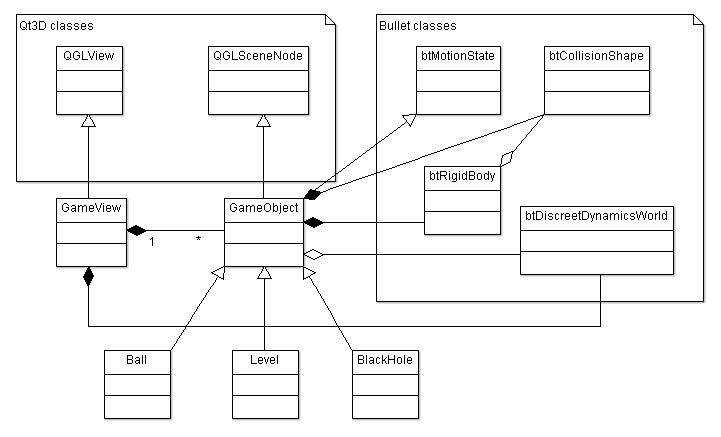 Qt3D classes
Bullet classes
QGLView
QGLSceneNode
btMotionState
btCollisionShape
btRigidBody
GameView
GameObject
btDiscreetDynamicsWorld
1
*
Ball
Level
BlackHole